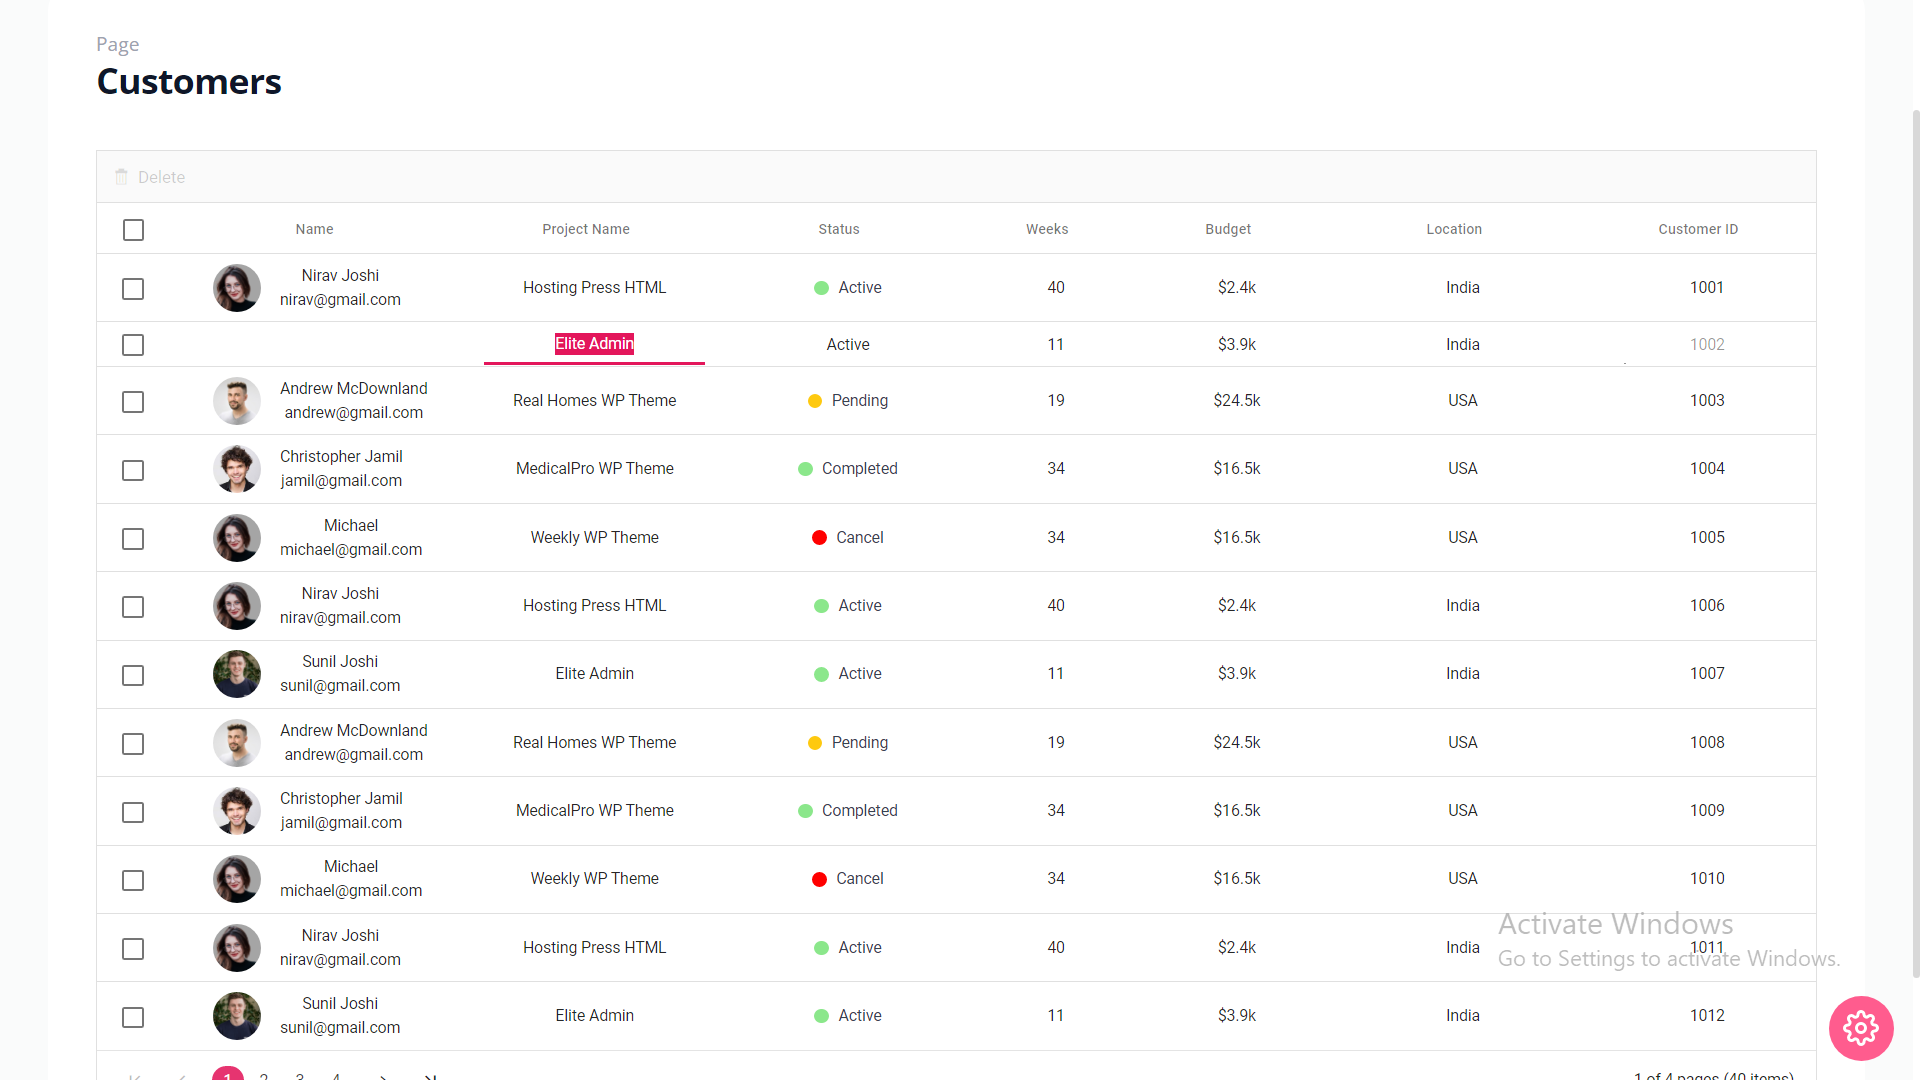 Page
Customers
Delete
Name Project Name Status Weeks Budget Location Customer ID
Nirav Joshi
nirav@gmail.com
Hosting Press HTML Active 40 $2.4k India 1001
Elite Admin Active 11 $3.9k India 1002
Andrew McDownland
andrew@gmail.com
Real Homes WP Theme Pending 19 $24.5k USA 1003
Christopher Jamil
jamil@gmail.com
MedicalPro WP Theme Completed 34 $16.5k USA 1004
Michael
michael@gmail.com
Weekly WP Theme Cancel 34 $16.5k USA 1005
Nirav Joshi
nirav@gmail.com
Hosting Press HTML Active 40 $2.4k India 1006
Sunil Joshi
sunil@gmail.com
Elite Admin Active 11 $3.9k India 1007
Andrew McDownland
andrew@gmail.com
Real Homes WP Theme Pending 19 $24.5k USA 1008
Christopher Jamil
jamil@gmail.com
MedicalPro WP Theme Completed 34 $16.5k USA 1009
Michael
michael@gmail.com
Weekly WP Theme Cancel 34 $16.5k USA 1010
Nirav Joshi
nirav@gmail.com
Hosting Press HTML Active 40 $2.4k India 1011
Sunil Joshi
sunil@gmail.com
Elite Admin Active 11 $3.9k India 1012
Activate Windows
Go to Settings to activate Windows.
1 2 3 4 1 of 4 pages (40 items)